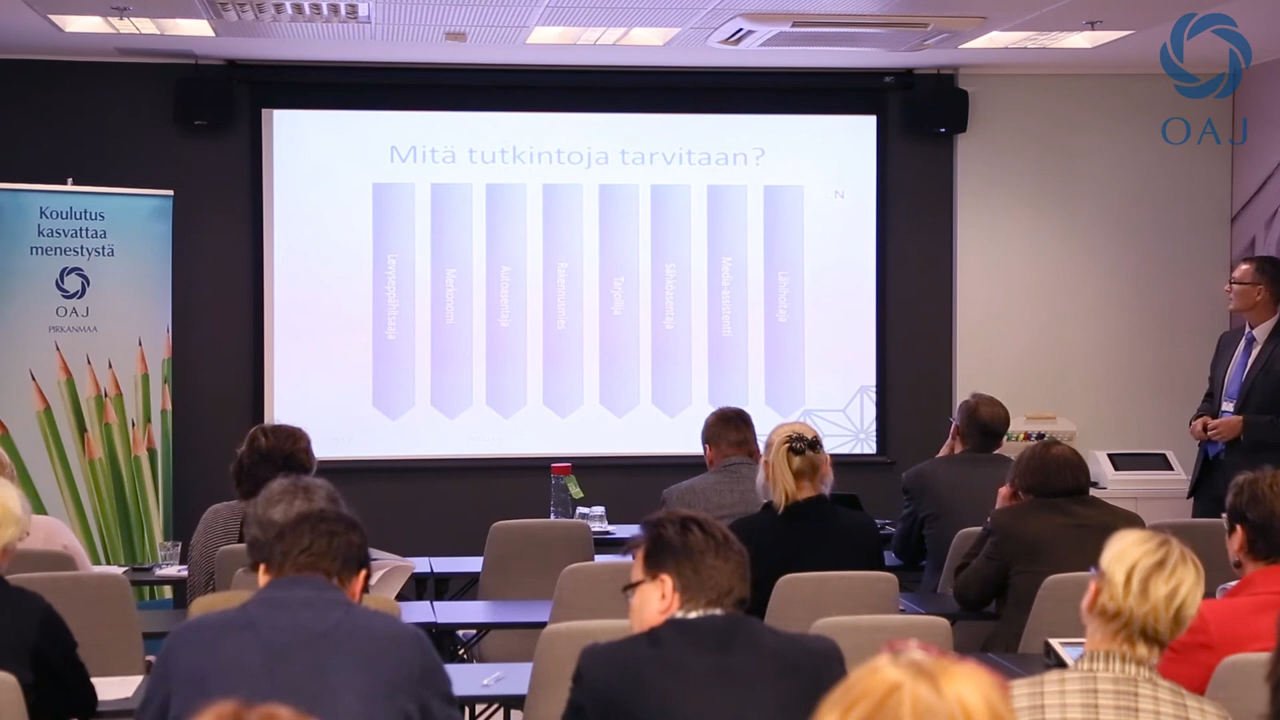 OAJ
Mitä tutkintoja tarvitaan?
N
Levyseppähitsaaja
Merkonomi
Autoasentaja
Rakennusmies
Tarjoilija
Sähköasentaja
Media-assistentti
Lähihoitaja
Koulutus
kasvattaa
menestystä
OAJ
PIRKANMAA